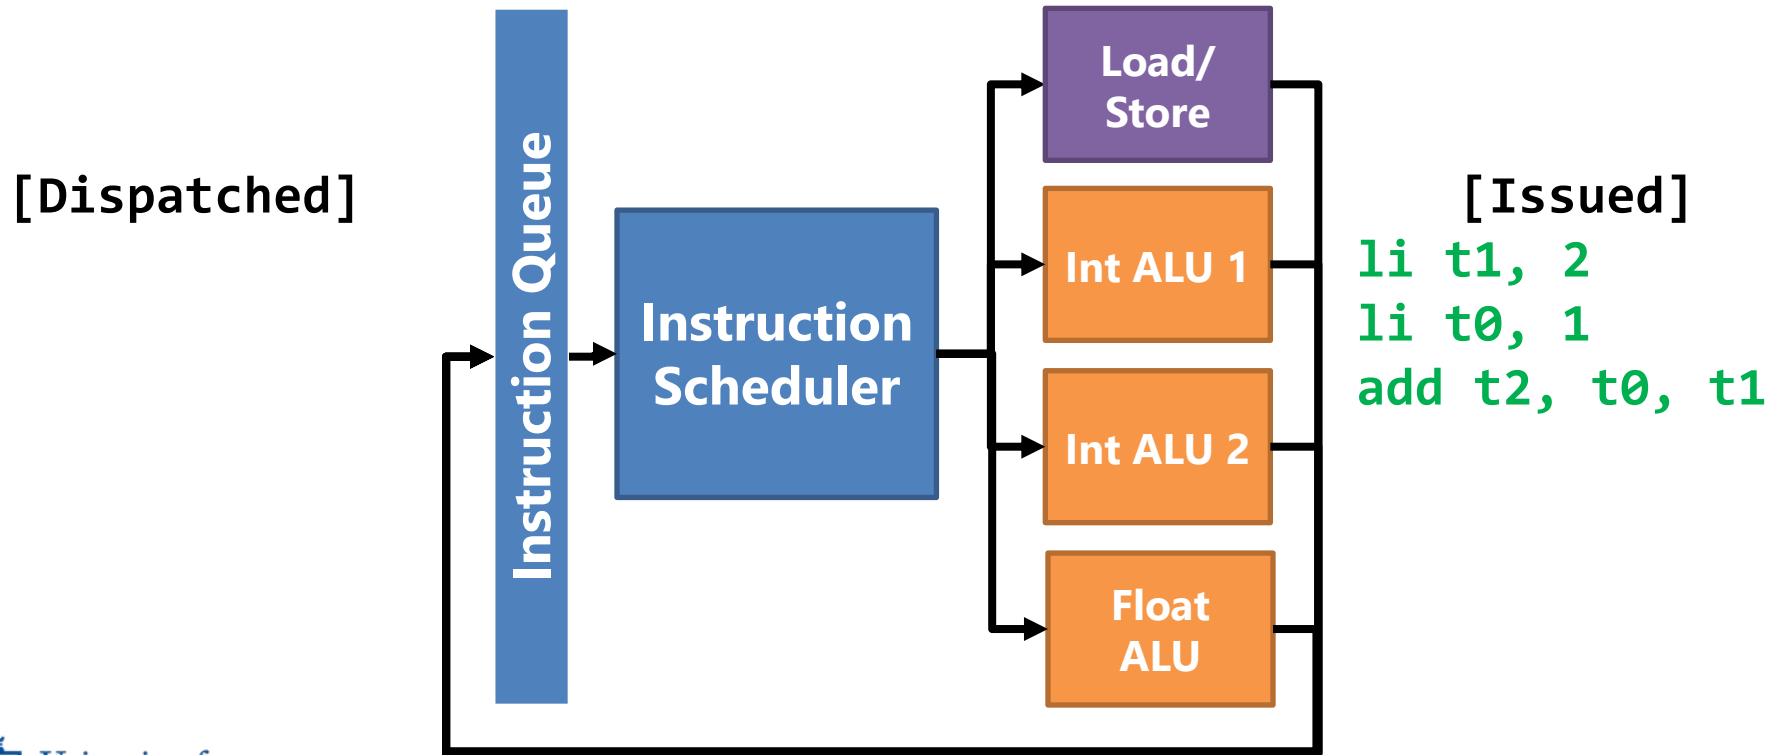 [Dispatched]
Instruction Queue
Instruction
Scheduler
Load/
Store
Int ALU 1
Int ALU 2
Float
ALU
[Issued]
li t1, 2
li t0, 1
add t2, t0, t1